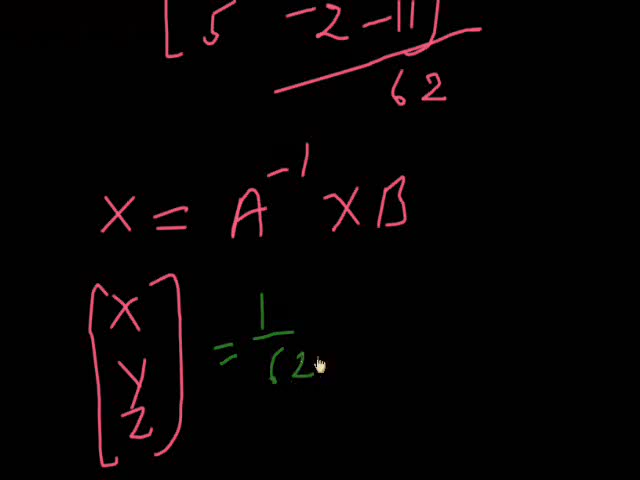 [ 5 -2 -11 ]
62
X = A⁻¹ X B
[ X
y
z ] = 1/62